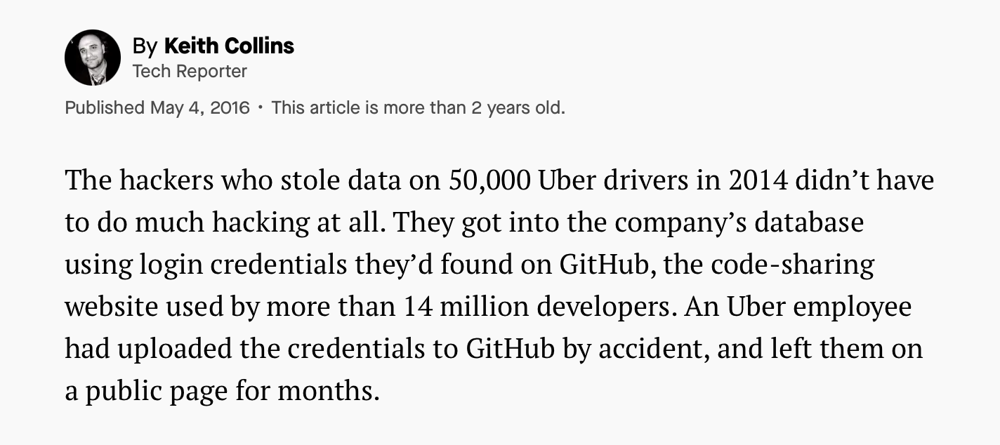 By Keith Collins
Tech Reporter
Published May 4, 2016 • This article is more than 2 years old.
The hackers who stole data on 50,000 Uber drivers in 2014 didn’t have
to do much hacking at all. They got into the company’s database
using login credentials they’d found on GitHub, the code-sharing
website used by more than 14 million developers. An Uber employee
had uploaded the credentials to GitHub by accident, and left them on
a public page for months.